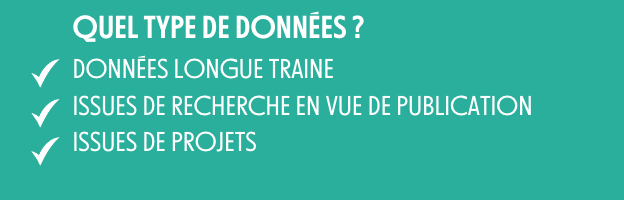 QUEL TYPE DE DONNÉES ?
DONNÉES LONGUE TRAINE
ISSUES DE RECHERCHE EN VUE DE PUBLICATION
ISSUES DE PROJETS